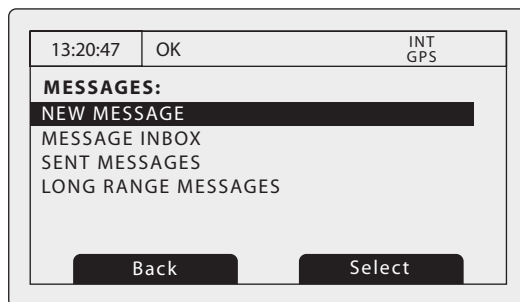 13:20:47 OK INT
GPS
MESSAGES:
NEW MESSAGE
MESSAGE INBOX
SENT MESSAGES
LONG RANGE MESSAGES
Back Select